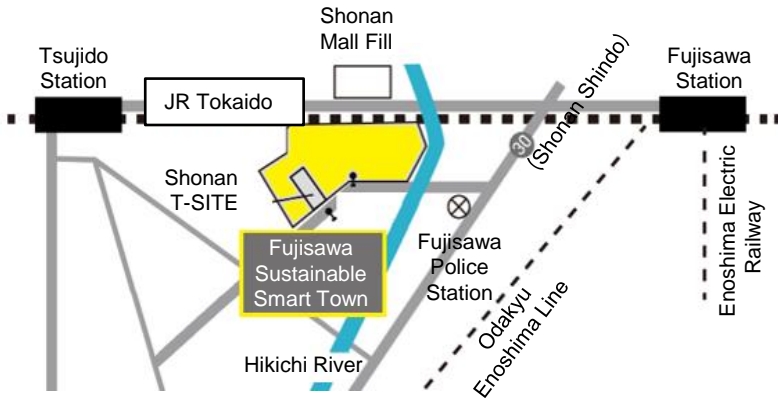 Shonan
Mall Fill
Tsujido
Station
Fujisawa
Station
JR Tokaido
(Shonan Shindo)
30
Shonan
T-SITE
Enoshima Electric
Railway
Fujisawa
Sustainable
Smart Town
Fujisawa
Police
Station
Odakyu
Enoshima Line
Hikichi River